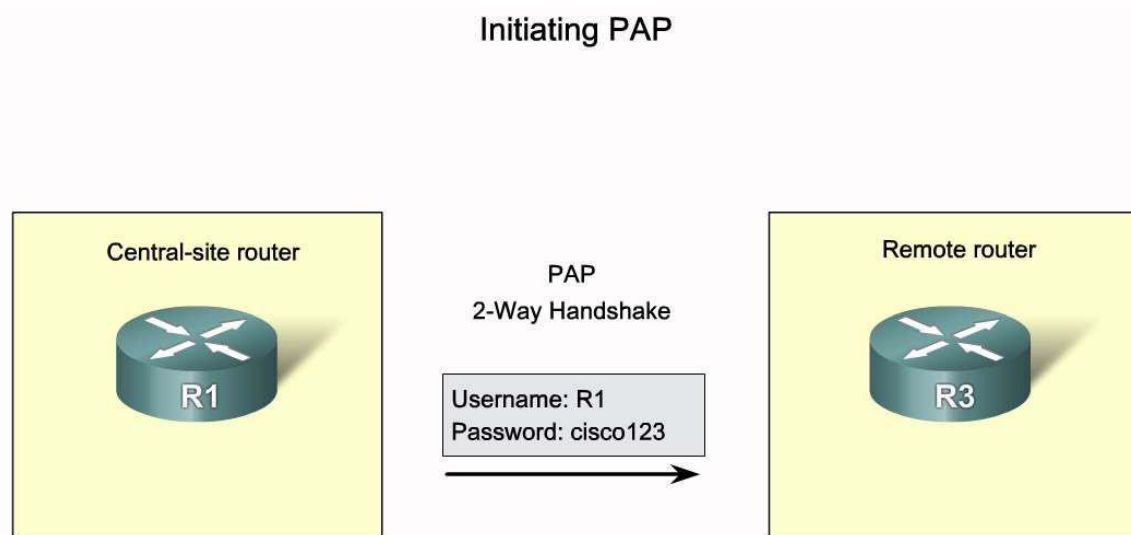 Initiating PAP
Central-site router
R1
PAP
2-Way Handshake
Username: R1
Password: cisco123
Remote router
R3